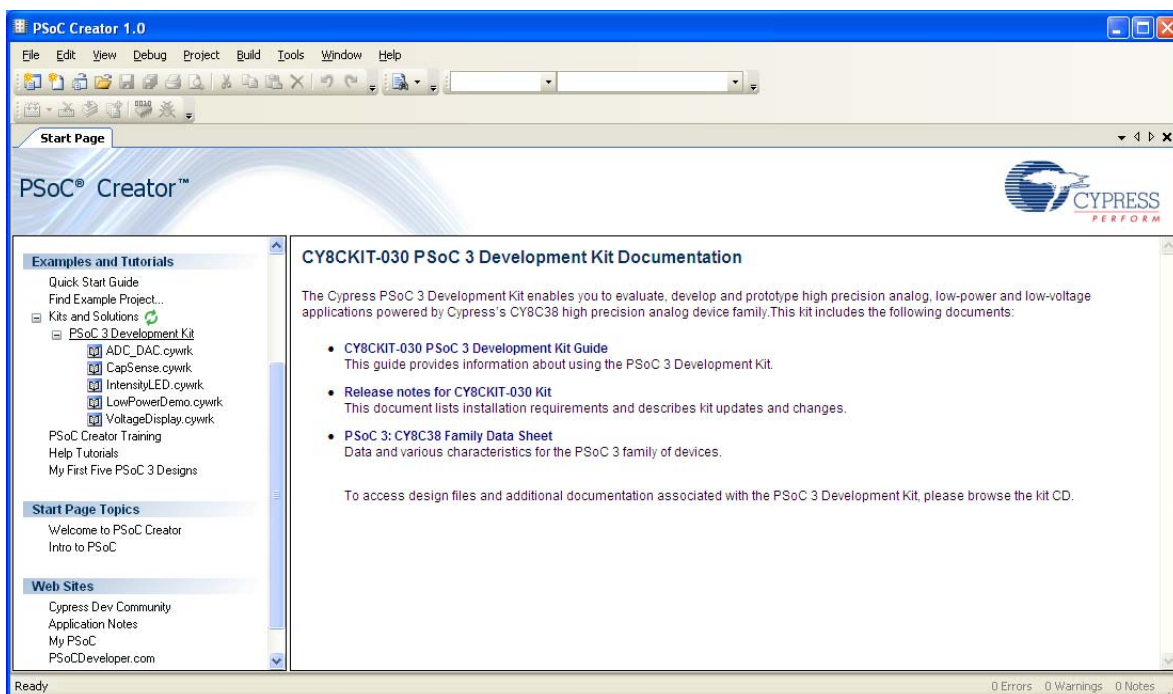 PSoC Creator 1.0
File Edit View Debug Project Build Tools Window Help
Start Page
PSoC® Creator™
CYPRESS
PERFORM
Examples and Tutorials
Quick Start Guide
Find Example Project...
Kits and Solutions
PSoC 3 Development Kit
ADC_DAC.cywrk
CapSense.cywrk
IntensityLED.cywrk
LowPowerDemo.cywrk
VoltageDisplay.cywrk
PSoC Creator Training
Help Tutorials
My First Five PSoC 3 Designs
Start Page Topics
Welcome to PSoC Creator
Intro to PSoC
Web Sites
Cypress Dev Community
Application Notes
My PSoC
PSoCDeveloper.com
CY8CKIT-030 PSoC 3 Development Kit Documentation
The Cypress PSoC 3 Development Kit enables you to evaluate, develop and prototype high precision analog, low-power and low-voltage
applications powered by Cypress's CY8C38 high precision analog device family.This kit includes the following documents:
• CY8CKIT-030 PSoC 3 Development Kit Guide
This guide provides information about using the PSoC 3 Development Kit.
• Release notes for CY8CKIT-030 Kit
This document lists installation requirements and describes kit updates and changes.
• PSoC 3: CY8C38 Family Data Sheet
Data and various characteristics for the PSoC 3 family of devices.
To access design files and additional documentation associated with the PSoC 3 Development Kit, please browse the kit CD.
Ready
0 Errors 0 Warnings 0 Notes